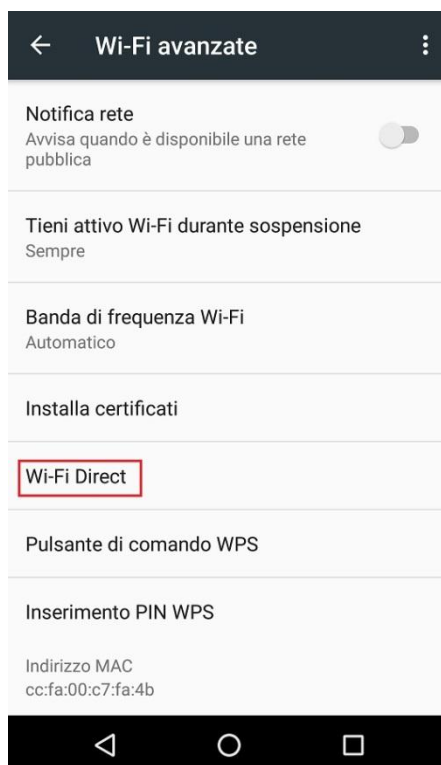 Wi-Fi avanzate
Notifica rete
Avvisa quando è disponibile una rete
pubblica
Tieni attivo Wi-Fi durante sospensione
Sempre
Banda di frequenza Wi-Fi
Automatico
Installa certificati
Wi-Fi Direct
Pulsante di comando WPS
Inserimento PIN WPS
Indirizzo MAC
cc:fa:00:c7:fa:4b